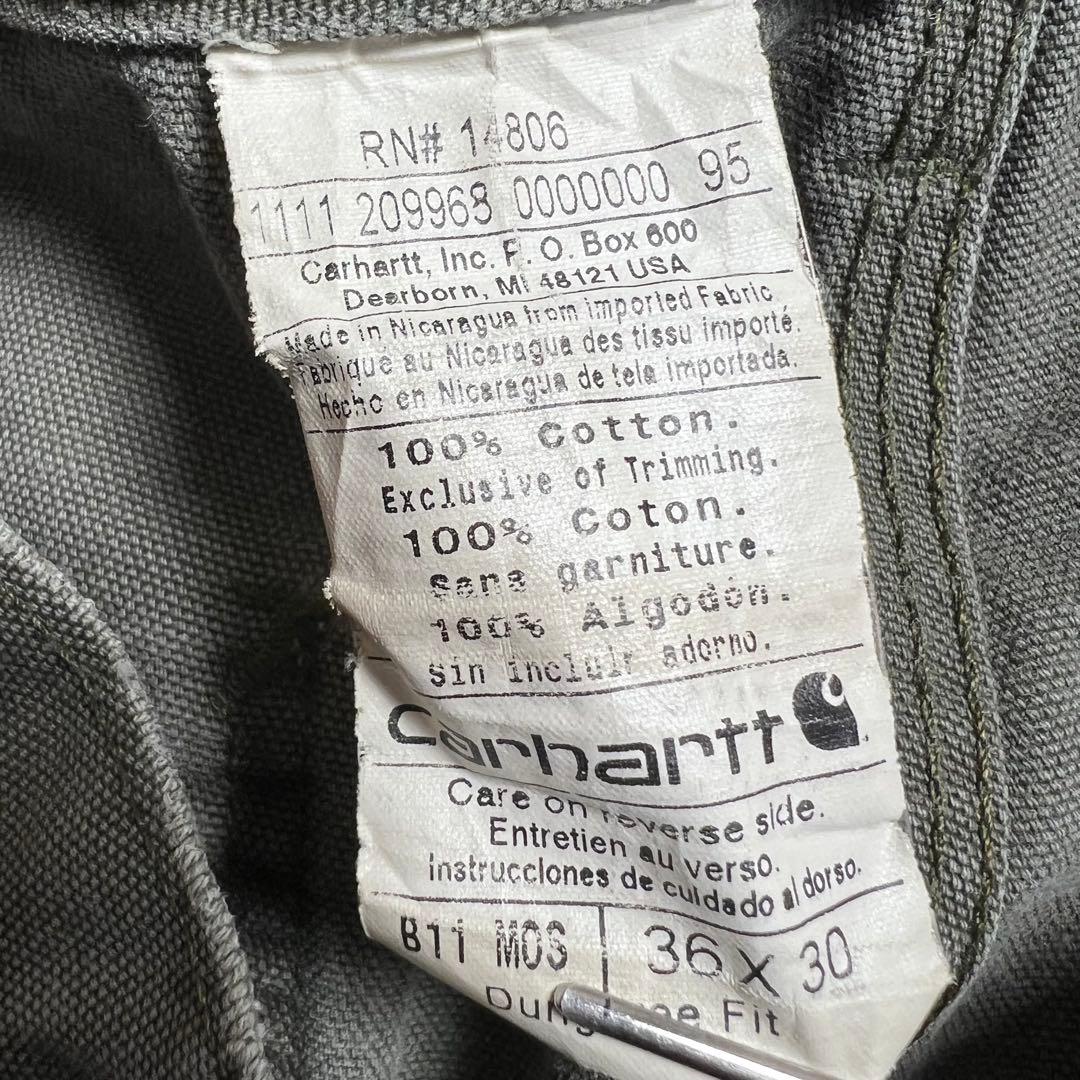 RN# 14806
1111 209968 0000000 95
Carhartt, Inc. P. O. Box 600
Dearborn, MI 48121 USA
Made in Nicaragua from imported Fabric
Fabrique au Nicaragua des tissu importé.
Hecho en Nicaragua de tela importada.
100% Cotton.
Exclusive of Trimming.
100% Coton.
Sans garniture.
100% Algodón.
Sin incluir adorno.
Carhartt
Care on reverse side.
Entretien au verso.
Instrucciones de cuidado al dorso.
B11 MOS 36 x 30
Fit